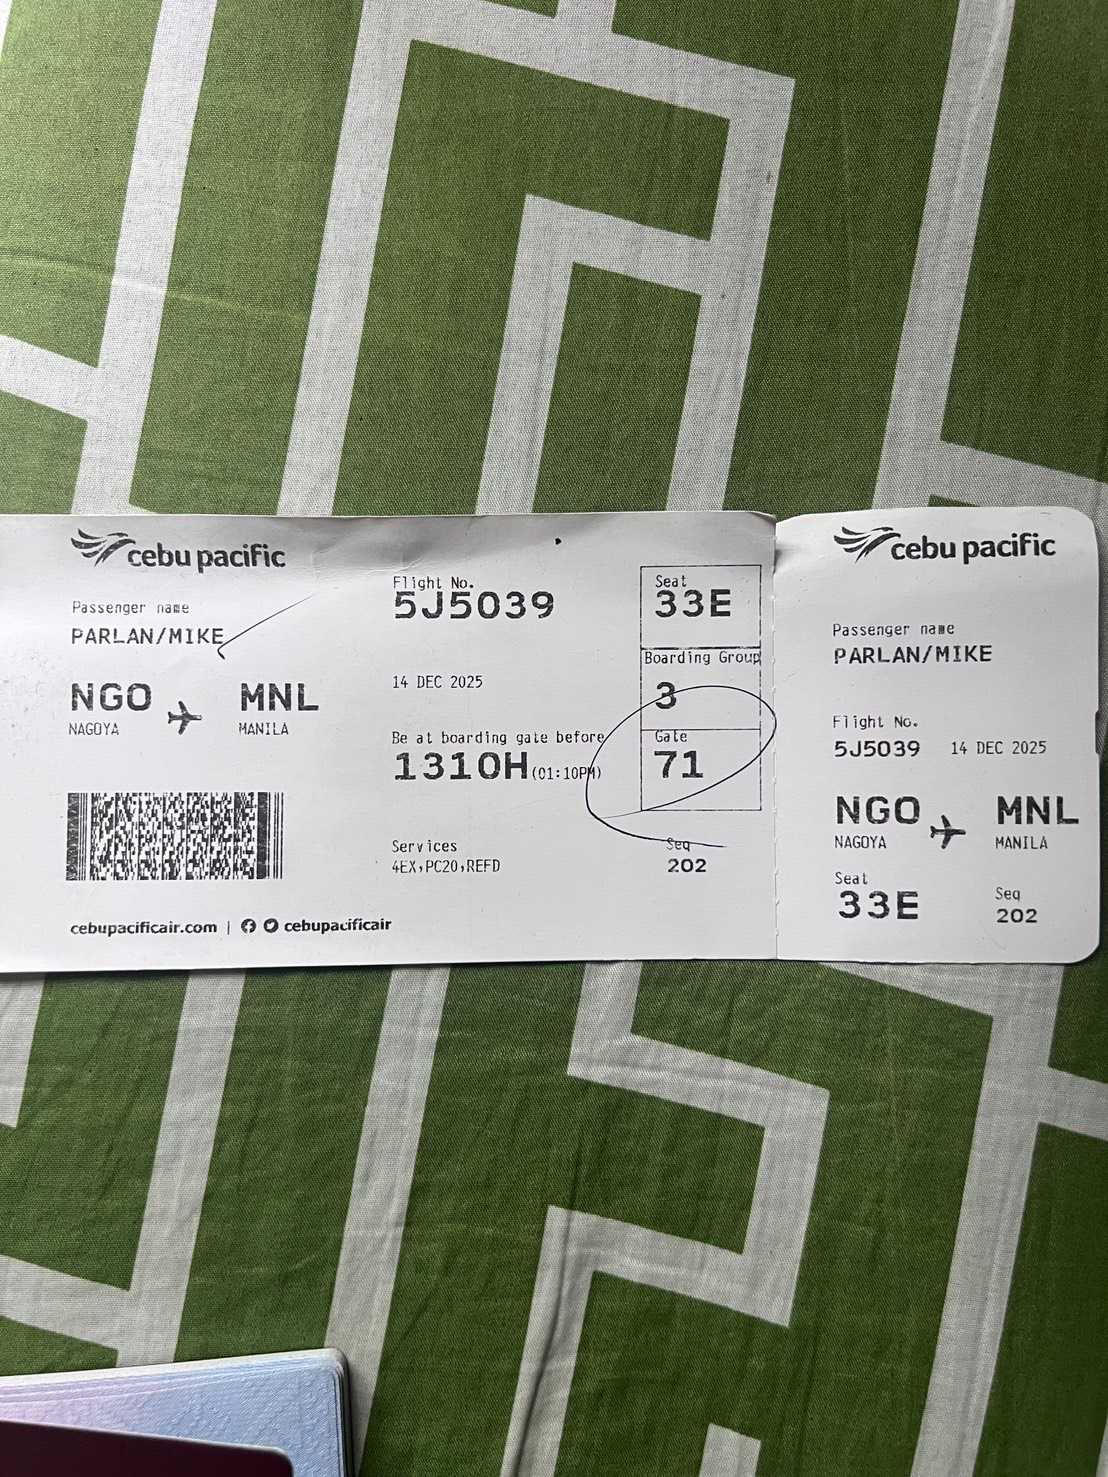 cebu pacific
Passenger name
PARLAN/MIKE
NGO MNL
NAGOYA MANILA
cebupacificair.com | cebupacificair
Flight No.
5J5039
14 DEC 2025
Be at boarding gate before
1310H(01:10PM)
Services
4EX,PC20,REFD
Seat
33E
Boarding Group
3
Gate
71
Seq
202
cebu pacific
Passenger name
PARLAN/MIKE
Flight No.
5J5039 14 DEC 2025
NGO MNL
NAGOYA MANILA
Seat Seq
33E 202